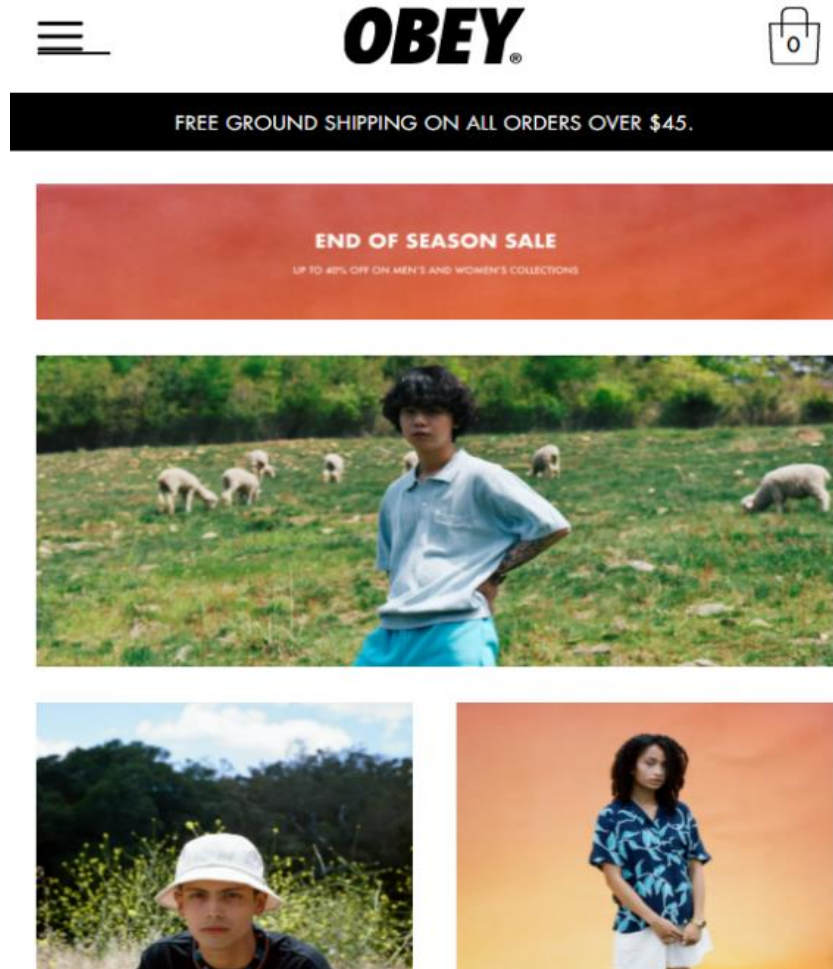 OBEY®
0
FREE GROUND SHIPPING ON ALL ORDERS OVER $45.
END OF SEASON SALE
UP TO 40% OFF ON MEN'S AND WOMEN'S COLLECTIONS